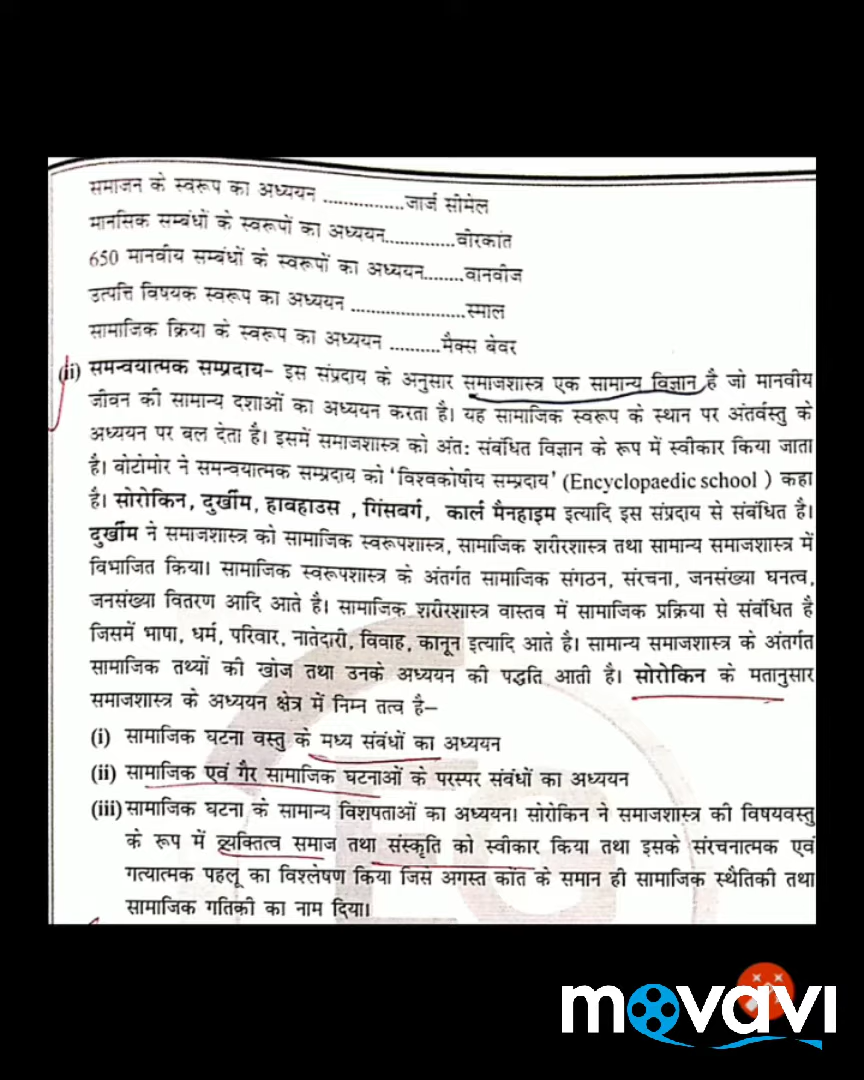 समाजन के स्वरूप का अध्ययन ................जार्ज सीमेल
मानसिक सम्बंधों के स्वरूपों का अध्ययन..............वीरकांत
650 मानवीय सम्बंधों के स्वरूपों का अध्ययन........वानवीज
उत्पत्ति विषयक स्वरूप का अध्ययन .......................स्माल
सामाजिक क्रिया के स्वरूप का अध्ययन ..........मैक्स बेवर
(ii) समन्वयात्मक सम्प्रदाय- इस संप्रदाय के अनुसार समाजशास्त्र एक सामान्य विज्ञान है जो मानवीय
जीवन की सामान्य दशाओं का अध्ययन करता है। यह सामाजिक स्वरूप के स्थान पर अंतर्वस्तु के
अध्ययन पर बल देता है। इसमें समाजशास्त्र को अंत: संबंधित विज्ञान के रूप में स्वीकार किया जाता
है। बोटोमोर ने समन्वयात्मक सम्प्रदाय को 'विश्वकोषीय सम्प्रदाय' (Encyclopaedic school ) कहा
है। सोरोकिन, दुर्खीम, हाबहाउस , गिंसबर्ग, कार्ल मैनहाइम इत्यादि इस संप्रदाय से संबंधित है।
दुर्खीम ने समाजशास्त्र को सामाजिक स्वरूपशास्त्र, सामाजिक शरीरशास्त्र तथा सामान्य समाजशास्त्र में
विभाजित किया। सामाजिक स्वरूपशास्त्र के अंतर्गत सामाजिक संगठन, संरचना, जनसंख्या घनत्व,
जनसंख्या वितरण आदि आते है। सामाजिक शरीरशास्त्र वास्तव में सामाजिक प्रक्रिया से संबंधित है
जिसमें भाषा, धर्म, परिवार, नातेदारी, विवाह, कानून इत्यादि आते है। सामान्य समाजशास्त्र के अंतर्गत
सामाजिक तथ्यों की खोज तथा उनके अध्ययन की पद्धति आती है। सोरोकिन के मतानुसार
समाजशास्त्र के अध्ययन क्षेत्र में निम्न तत्व है–
(i) सामाजिक घटना वस्तु के मध्य संबंधों का अध्ययन
(ii) सामाजिक एवं गैर सामाजिक घटनाओं के परस्पर संबंधों का अध्ययन
(iii) सामाजिक घटना के सामान्य विशषताओं का अध्ययन। सोरोकिन ने समाजशास्त्र की विषयवस्तु
के रूप में व्यक्तित्व समाज तथा संस्कृति को स्वीकार किया तथा इसके संरचनात्मक एवं
गत्यात्मक पहलू का विश्लेषण किया जिसे अगस्त कॉत के समान ही सामाजिक स्थैतिकी तथा
सामाजिक गतिकी का नाम दिया।
EG
movavi